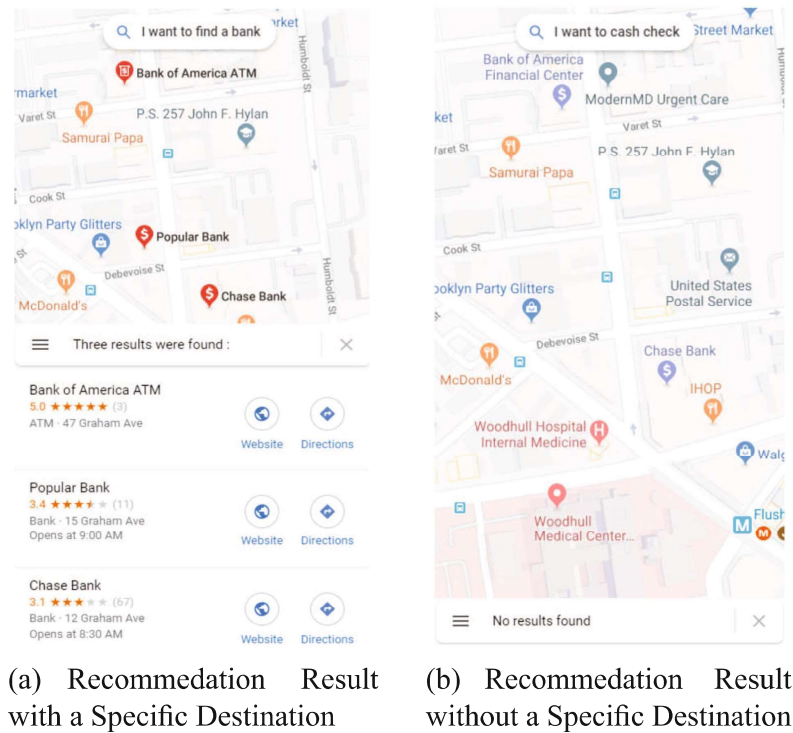 I want to find a bank
rket
Humboldt St
Bank of America ATM
rmarket
Varet St
P.S. 257 John F. Hylan
Samurai Papa
Cook St
oklyn Party Glitters
Popular Bank
St
Debevoise St
Humboldt St
Chase Bank
McDonald's
Three results were found :
Bank of America ATM
5.0 ★★★★★ (3)
ATM · 47 Graham Ave
Website
Directions
Popular Bank
3.4 ★★★★★ (11)
Bank · 15 Graham Ave
Opens at 9:00 AM
Website
Directions
Chase Bank
3.1 ★★★★★ (67)
Bank · 12 Graham Ave
Opens at 8:30 AM
Website
Directions
(a) Recommedation Result
with a Specific Destination
I want to cash check
Street Market
Bank of America
Financial Center
ModernMD Urgent Care
ket
Varet St
Varet St
P.S. 257 John F. Hylan
Samurai Papa
Cook St
United States
Postal Service
ooklyn Party Glitters
Debevoise St
Chase Bank
McDonald's
IHOP
Woodhull Hospital
Internal Medicine
Walg
Woodhull
Medical Center...
M Flush
M
No results found
(b) Recommedation Result
without a Specific Destination